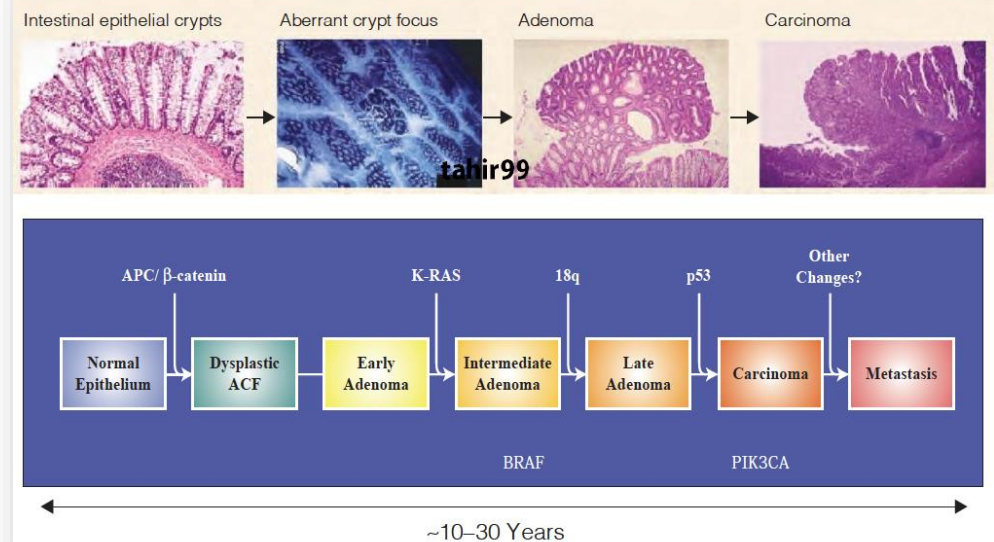 Intestinal epithelial crypts
Aberrant crypt focus
Adenoma
Carcinoma
tahir99
APC/ β-catenin
K-RAS
18q
p53
Other
Changes?
Normal
Epithelium
Dysplastic
ACF
Early
Adenoma
Intermediate
Adenoma
Late
Adenoma
Carcinoma
Metastasis
BRAF
PIK3CA
~10–30 Years